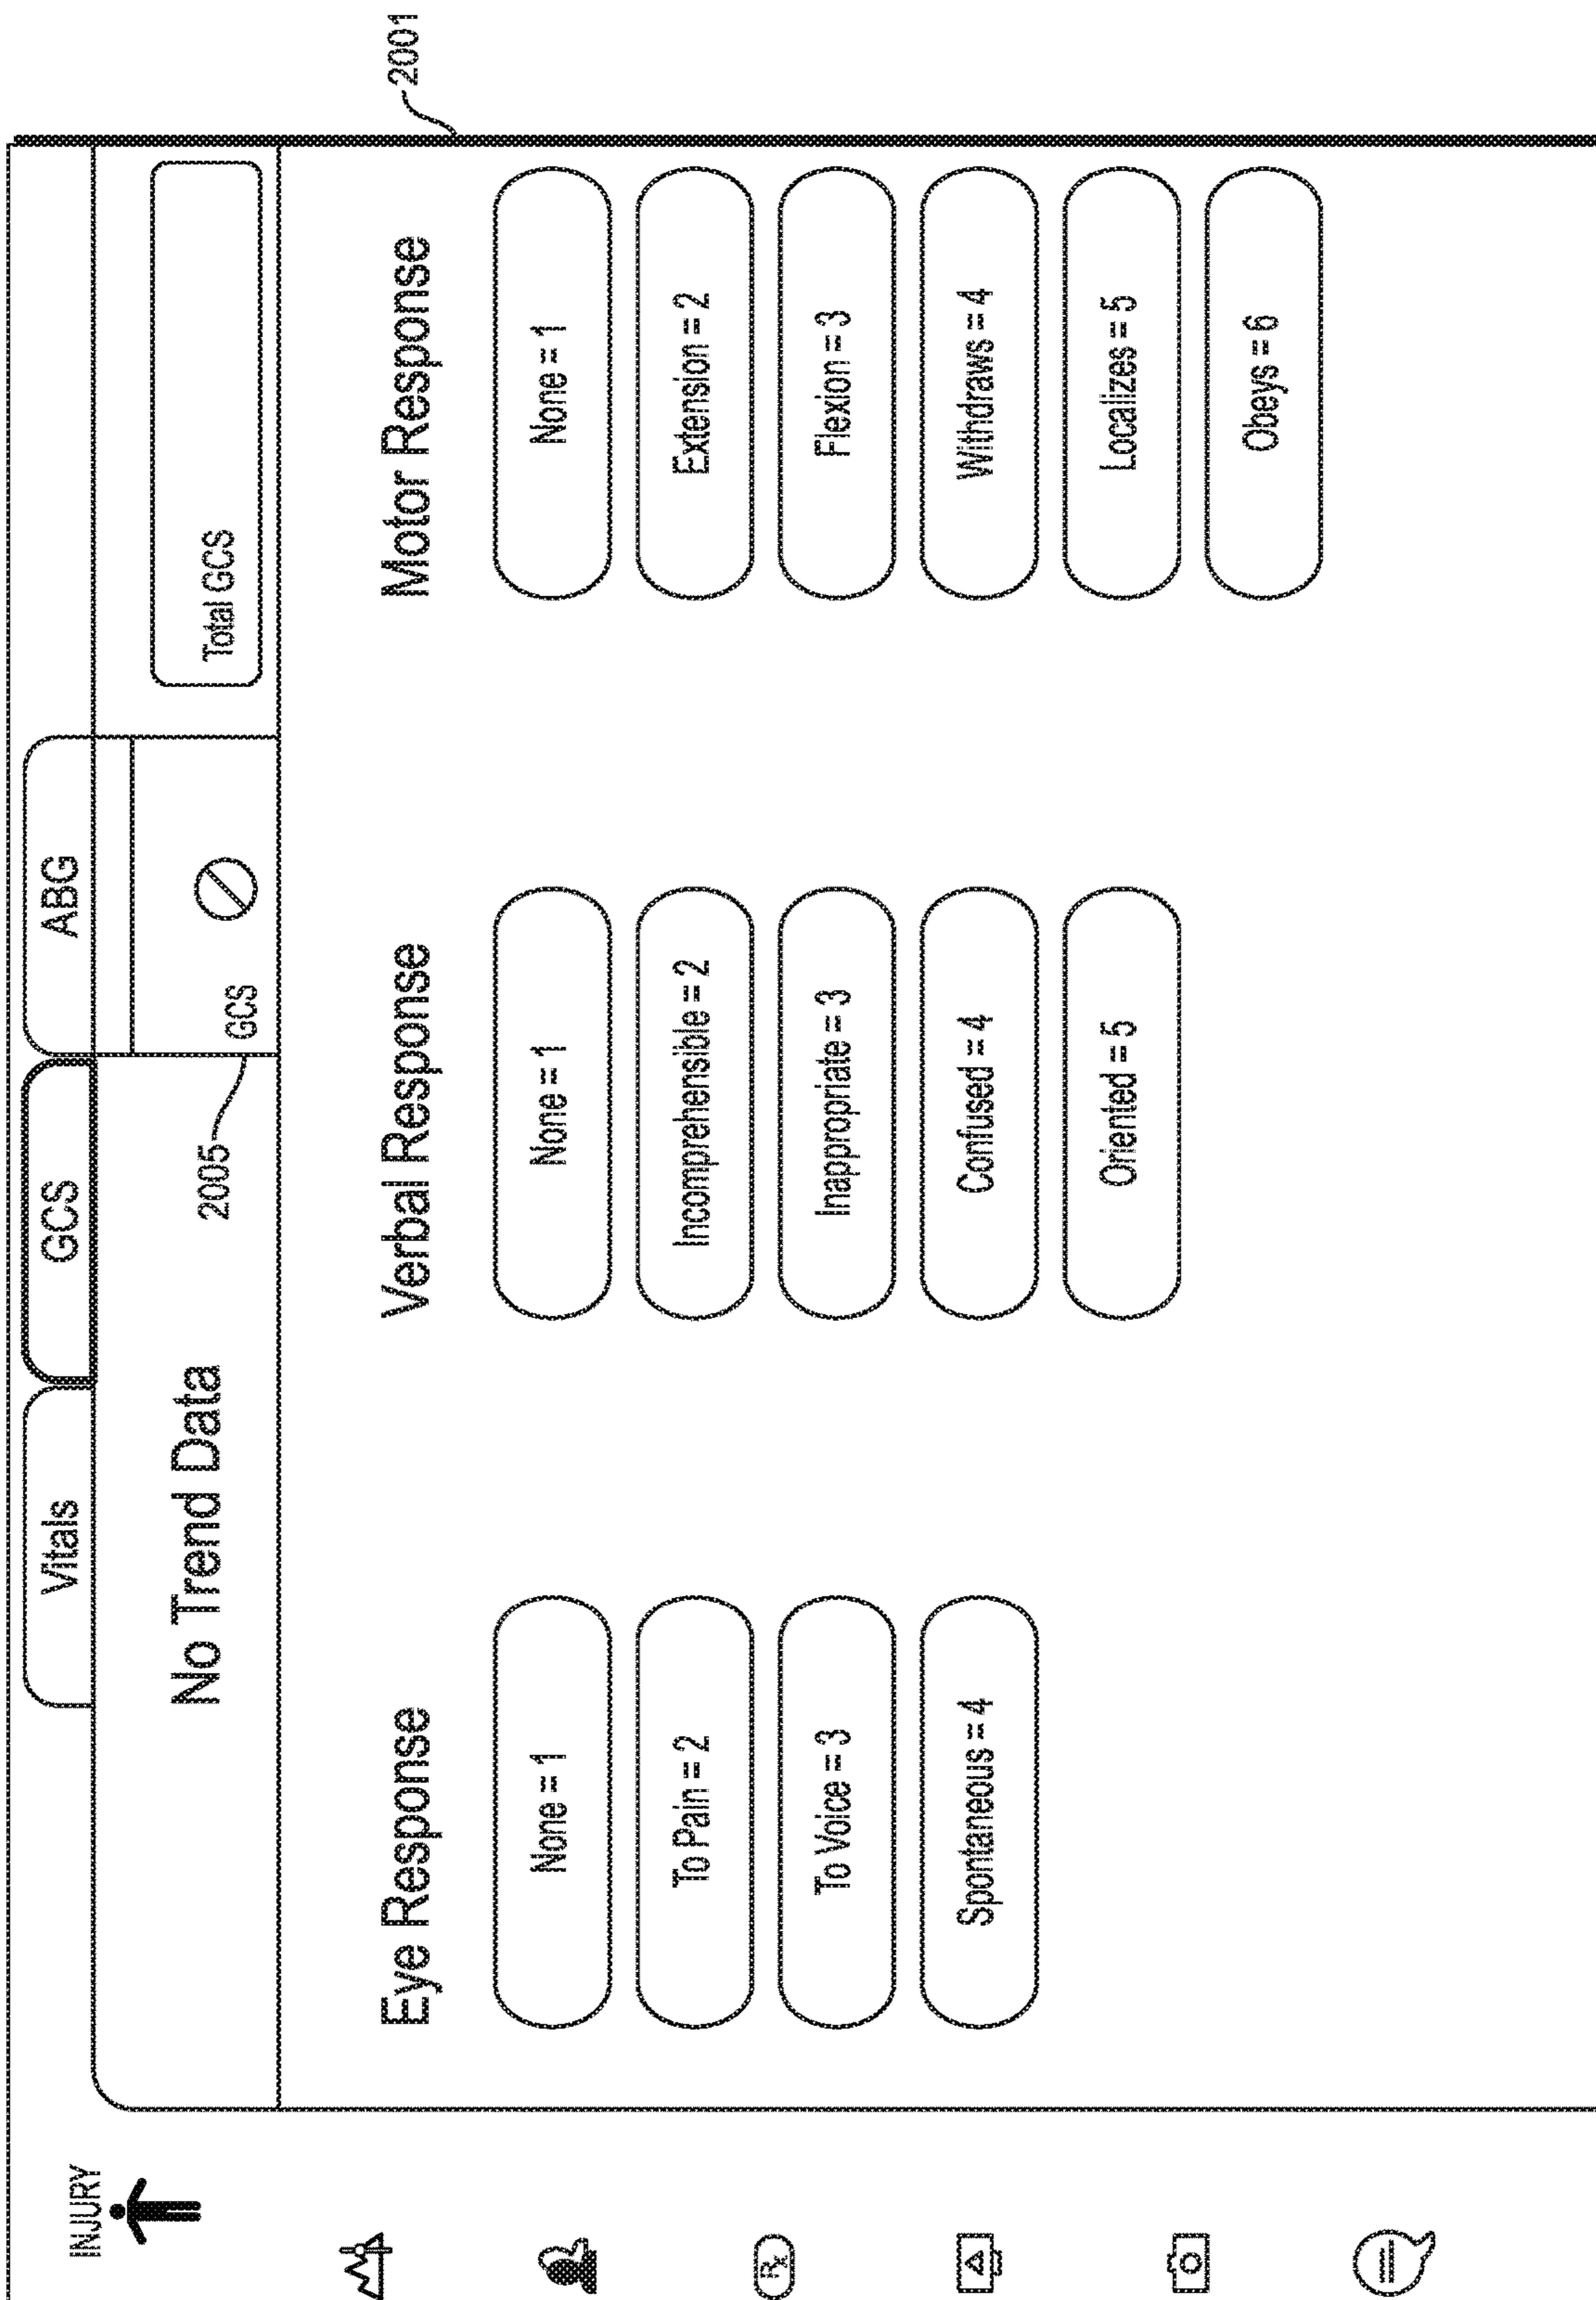 2001
Vitals
GCS
ABG
INJURY
No Trend Data
2005
GCS
Total GCS
Eye Response
None = 1
To Pain = 2
To Voice = 3
Spontaneous = 4
Verbal Response
None = 1
Incomprehensible = 2
Inappropriate = 3
Confused = 4
Oriented = 5
Motor Response
None = 1
Extension = 2
Flexion = 3
Withdraws = 4
Localizes = 5
Obeys = 6
Rx